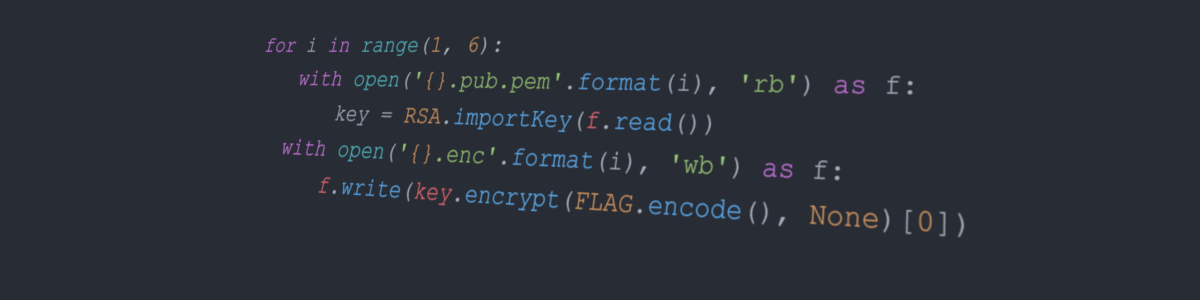 for i in range(1, 6):
with open('{}.pub.pem'.format(i), 'rb') as f:
key = RSA.importKey(f.read())
with open('{}.enc'.format(i), 'wb') as f:
f.write(key.encrypt(FLAG.encode(), None)[0])